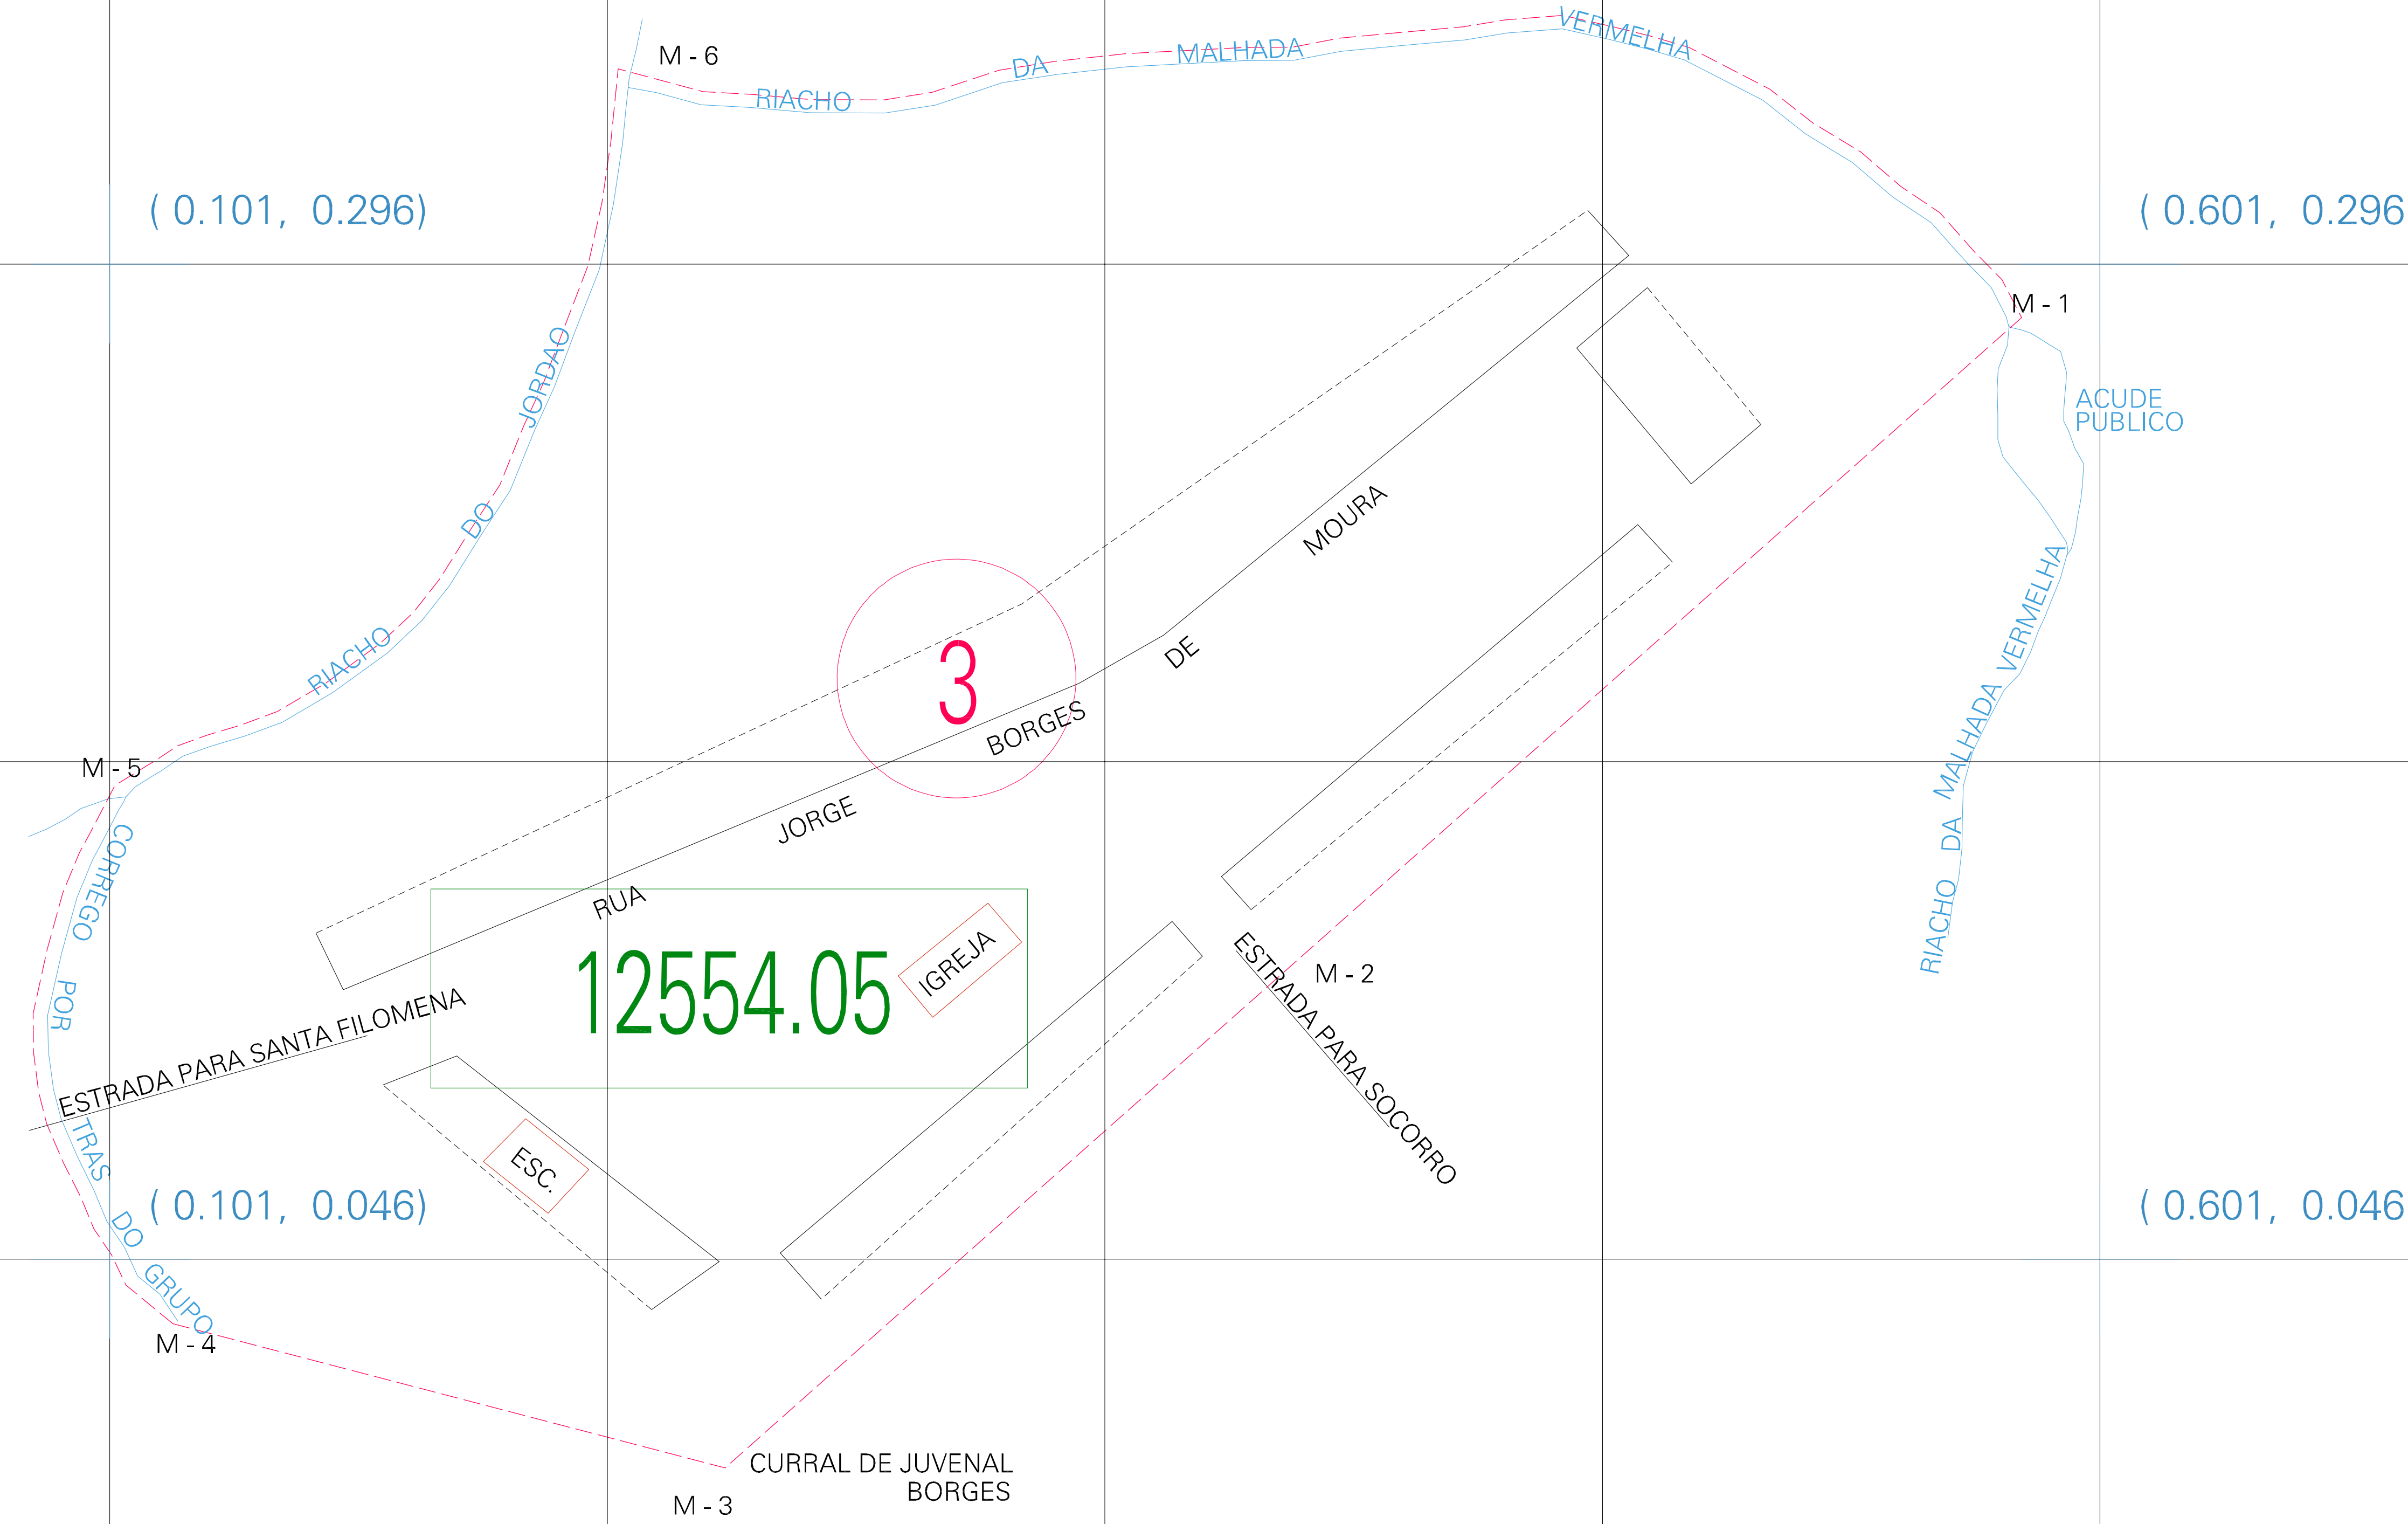 VERMELHA
M - 6
DA
MALHADA
RIACHO
( 0.101, 0.296)
( 0.601, 0.296
M - 1
JORDAO
ACUDE
PUBLICO
DO
MOURA
RIACHO
3
DE
BORGES
M - 5
JORGE
RIACHO DA MALHADA VERMELHA
RUA
CORREGO POR TRAS DO GRUPO
12554.05
IGREJA
M - 2
ESTRADA PARA SANTA FILOMENA
ESTRADA PARA SOCORRO
ESC.
( 0.101, 0.046)
( 0.601, 0.046
M - 4
CURRAL DE JUVENAL
BORGES
M - 3